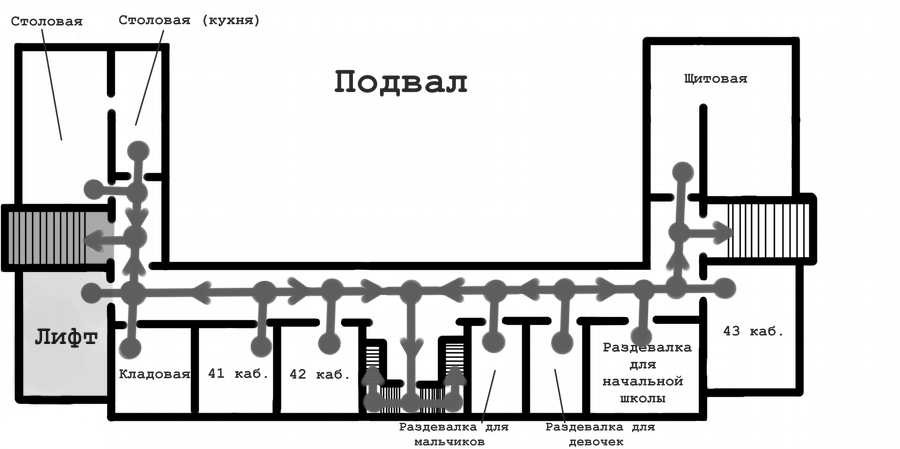 Столовая
Столовая (кухня)
Подвал
Щитовая
Лифт
Кладовая
41 каб.
42 каб.
Раздевалка
для
начальной
школы
43 каб.
Раздевалка для
мальчиков
Раздевалка для
девочек